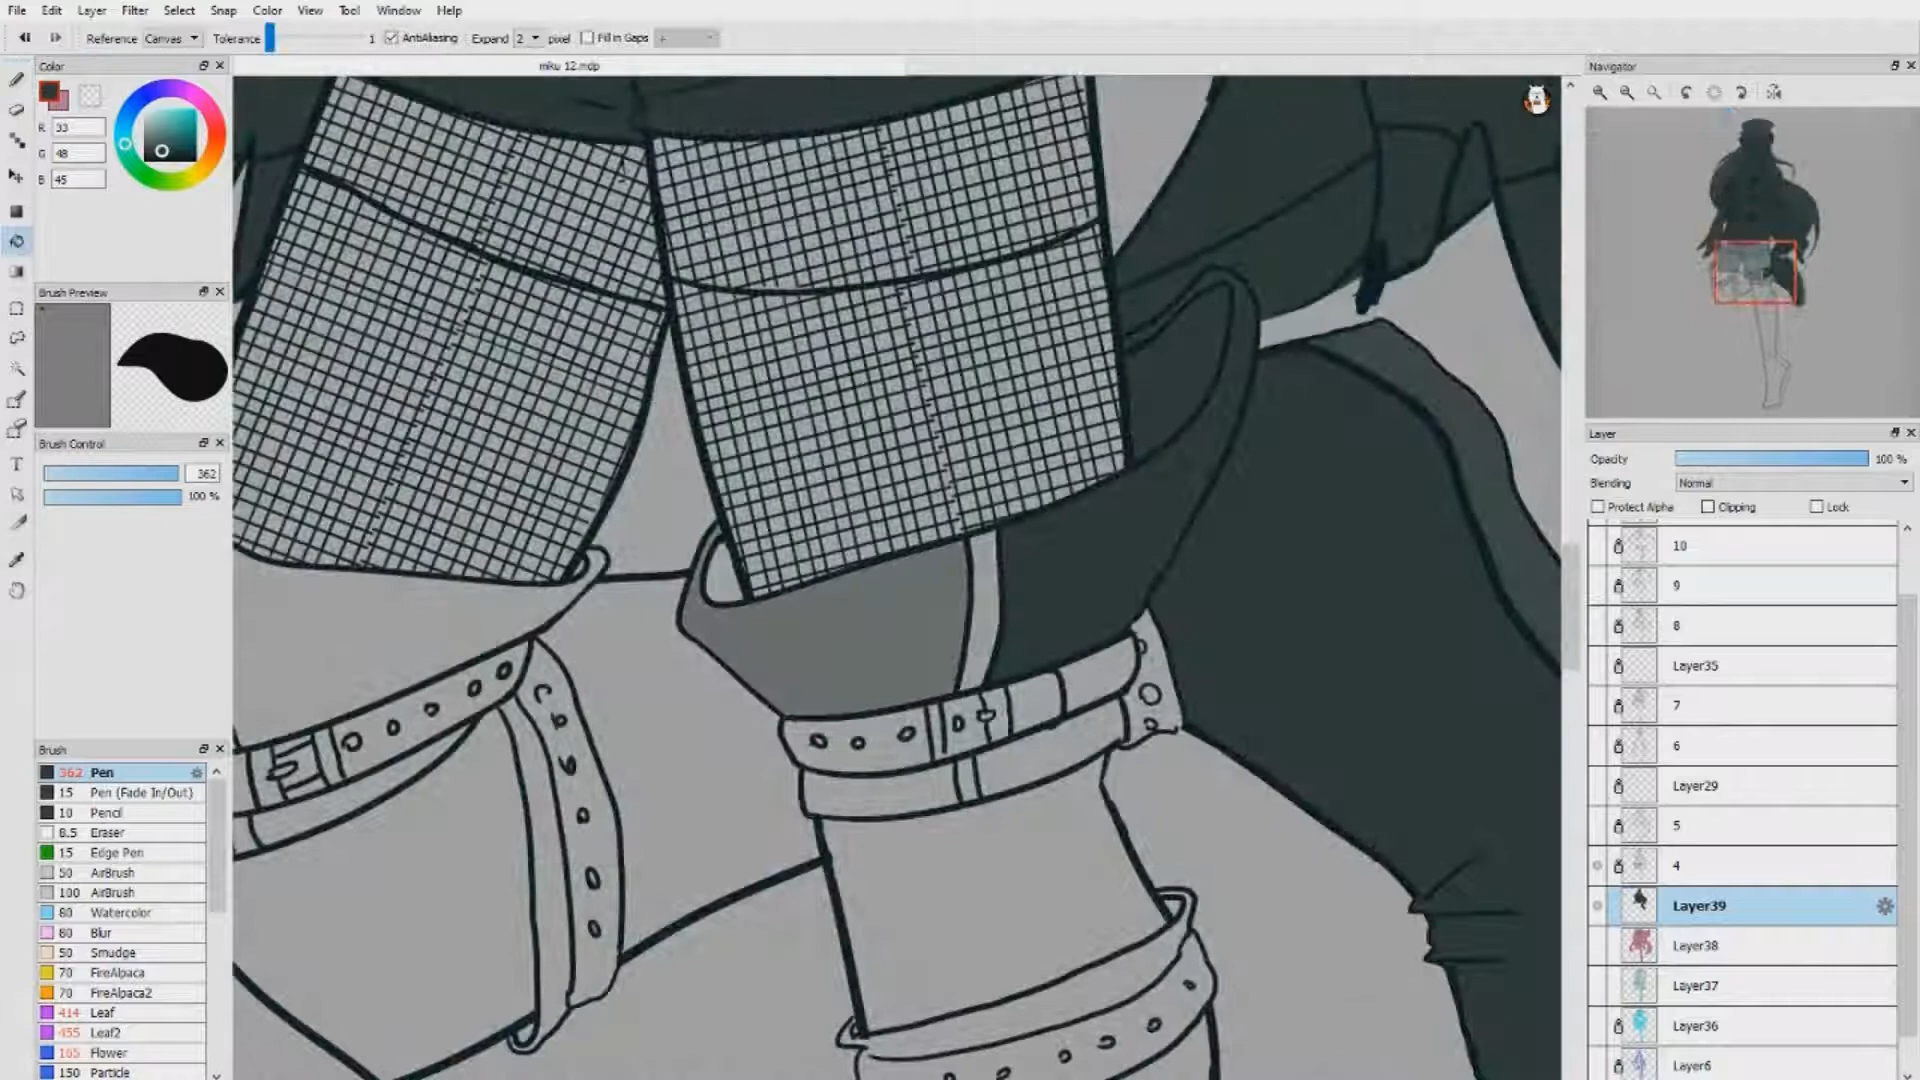 File Edit Layer Filter Select Snap Color View Tool Window Help
Reference Canvas Tolerance 1 AntiAliasing Expand 2 pixel Fill in Gaps
Color
miku 12.mdp
Navigator
R 33
G 48
B 45
Brush Preview
Brush Control
362
100 %
Layer
Opacity 100 %
Blending Normal
Protect Alpha Clipping Lock
10
9
8
Layer35
7
6
Layer29
5
4
Layer39
Layer38
Layer37
Layer36
Layer6
Brush
362 Pen
15 Pen (Fade In/Out)
10 Pencil
8.5 Eraser
15 Edge Pen
50 AirBrush
100 AirBrush
80 Watercolor
80 Blur
50 Smudge
70 FireAlpaca
70 FireAlpaca2
414 Leaf
455 Leaf2
165 Flower
150 Particle